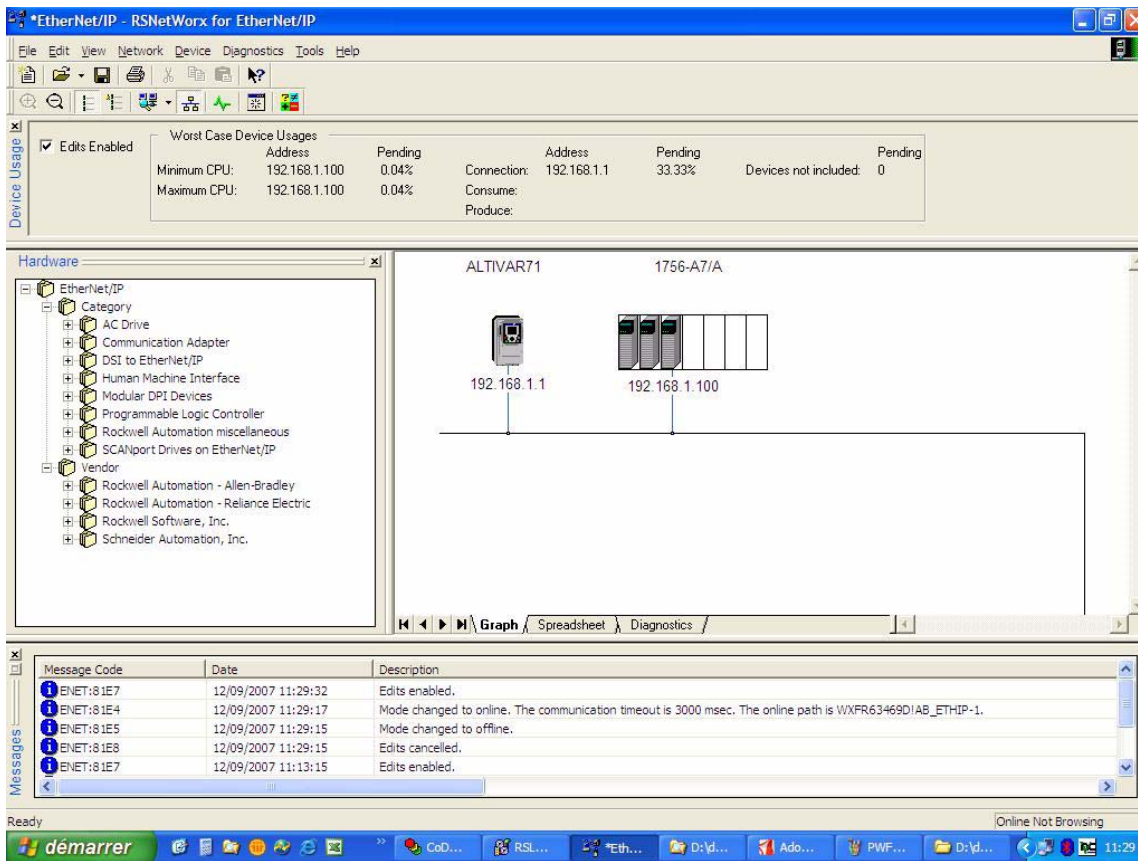 *EtherNet/IP - RSNetWorx for EtherNet/IP
File Edit View Network Device Diagnostics Tools Help
Device Usage
Edits Enabled
Worst Case Device Usages
Address Pending Address Pending Pending
Minimum CPU: 192.168.1.100 0.04% Connection: 192.168.1.1 33.33% Devices not included: 0
Maximum CPU: 192.168.1.100 0.04% Consume:
Produce:
Hardware
EtherNet/IP
Category
AC Drive
Communication Adapter
DSI to EtherNet/IP
Human Machine Interface
Modular DPI Devices
Programmable Logic Controller
Rockwell Automation miscellaneous
SCANport Drives on EtherNet/IP
Vendor
Rockwell Automation - Allen-Bradley
Rockwell Automation - Reliance Electric
Rockwell Software, Inc.
Schneider Automation, Inc.
ALTIVAR71 1756-A7/A
192.168.1.1 192.168.1.100
Graph Spreadsheet Diagnostics
Messages
Message Code Date Description
ENET:81E7 12/09/2007 11:29:32 Edits enabled.
ENET:81E4 12/09/2007 11:29:17 Mode changed to online. The communication timeout is 3000 msec. The online path is WXFR63469D!AB_ETHIP-1.
ENET:81E5 12/09/2007 11:29:15 Mode changed to offline.
ENET:81E8 12/09/2007 11:29:15 Edits cancelled.
ENET:81E7 12/09/2007 11:13:15 Edits enabled.
Ready Online Not Browsing
démarrer CoD... RSL... *Eth... D:\d... Ado... PWF... D:\d... 11:29